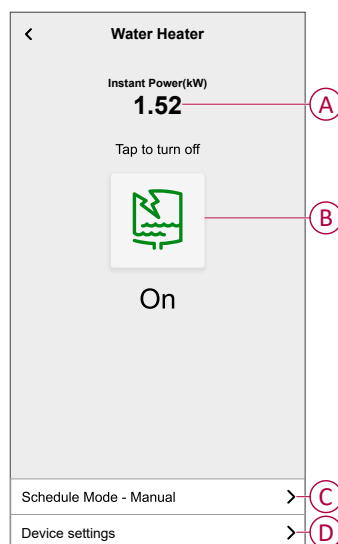 Water Heater
Instant Power(kW)
1.52
A
Tap to turn off
B
On
Schedule Mode - Manual
C
Device settings
D